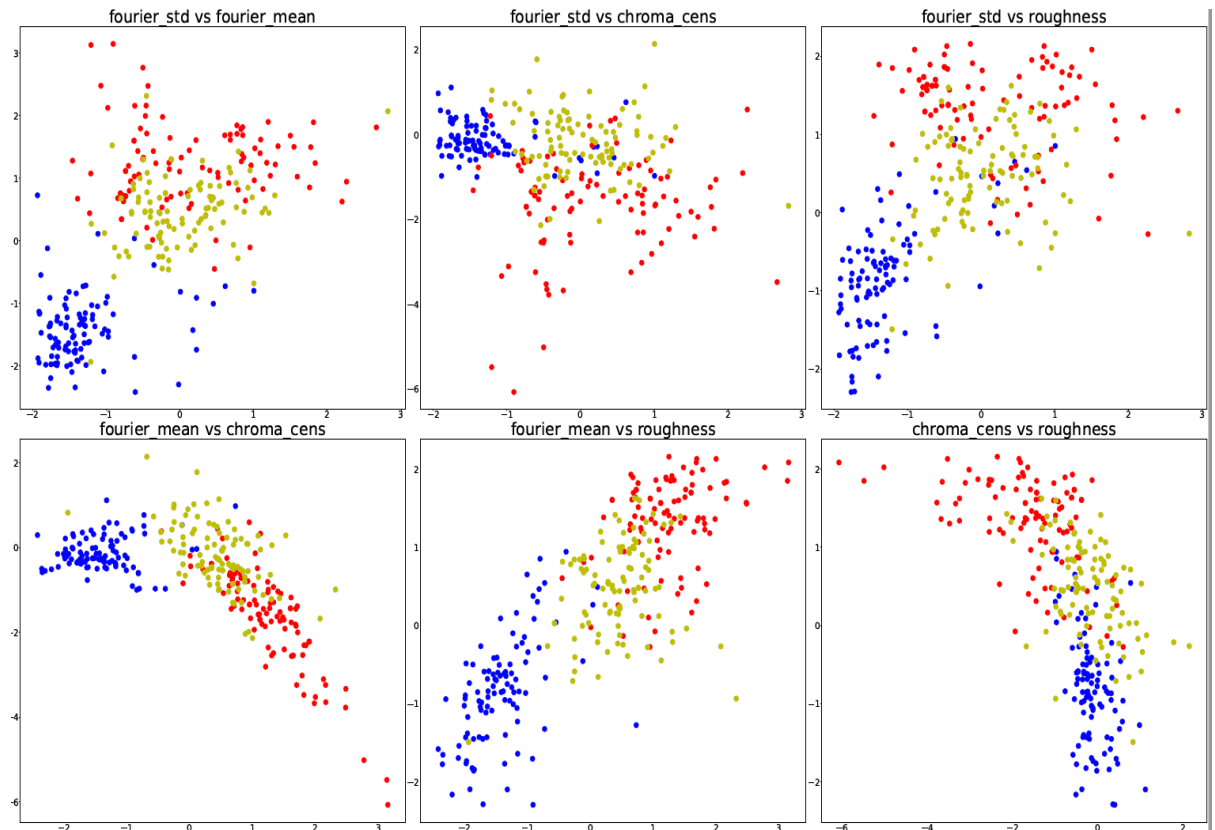 fourier_std vs fourier_mean
fourier_std vs chroma_cens
fourier_std vs roughness
3
2
1
0
−1
−2
−2 −1 0 1 2 3
2
0
−2
−4
−6
−2 −1 0 1 2 3
2
1
0
−1
−2
−2 −1 0 1 2 3
fourier_mean vs chroma_cens
fourier_mean vs roughness
chroma_cens vs roughness
2
0
−2
−4
−6
−2 −1 0 1 2 3
2
1
0
−1
−2
−2 −1 0 1 2 3
2
1
0
−1
−2
−6 −4 −2 0 2